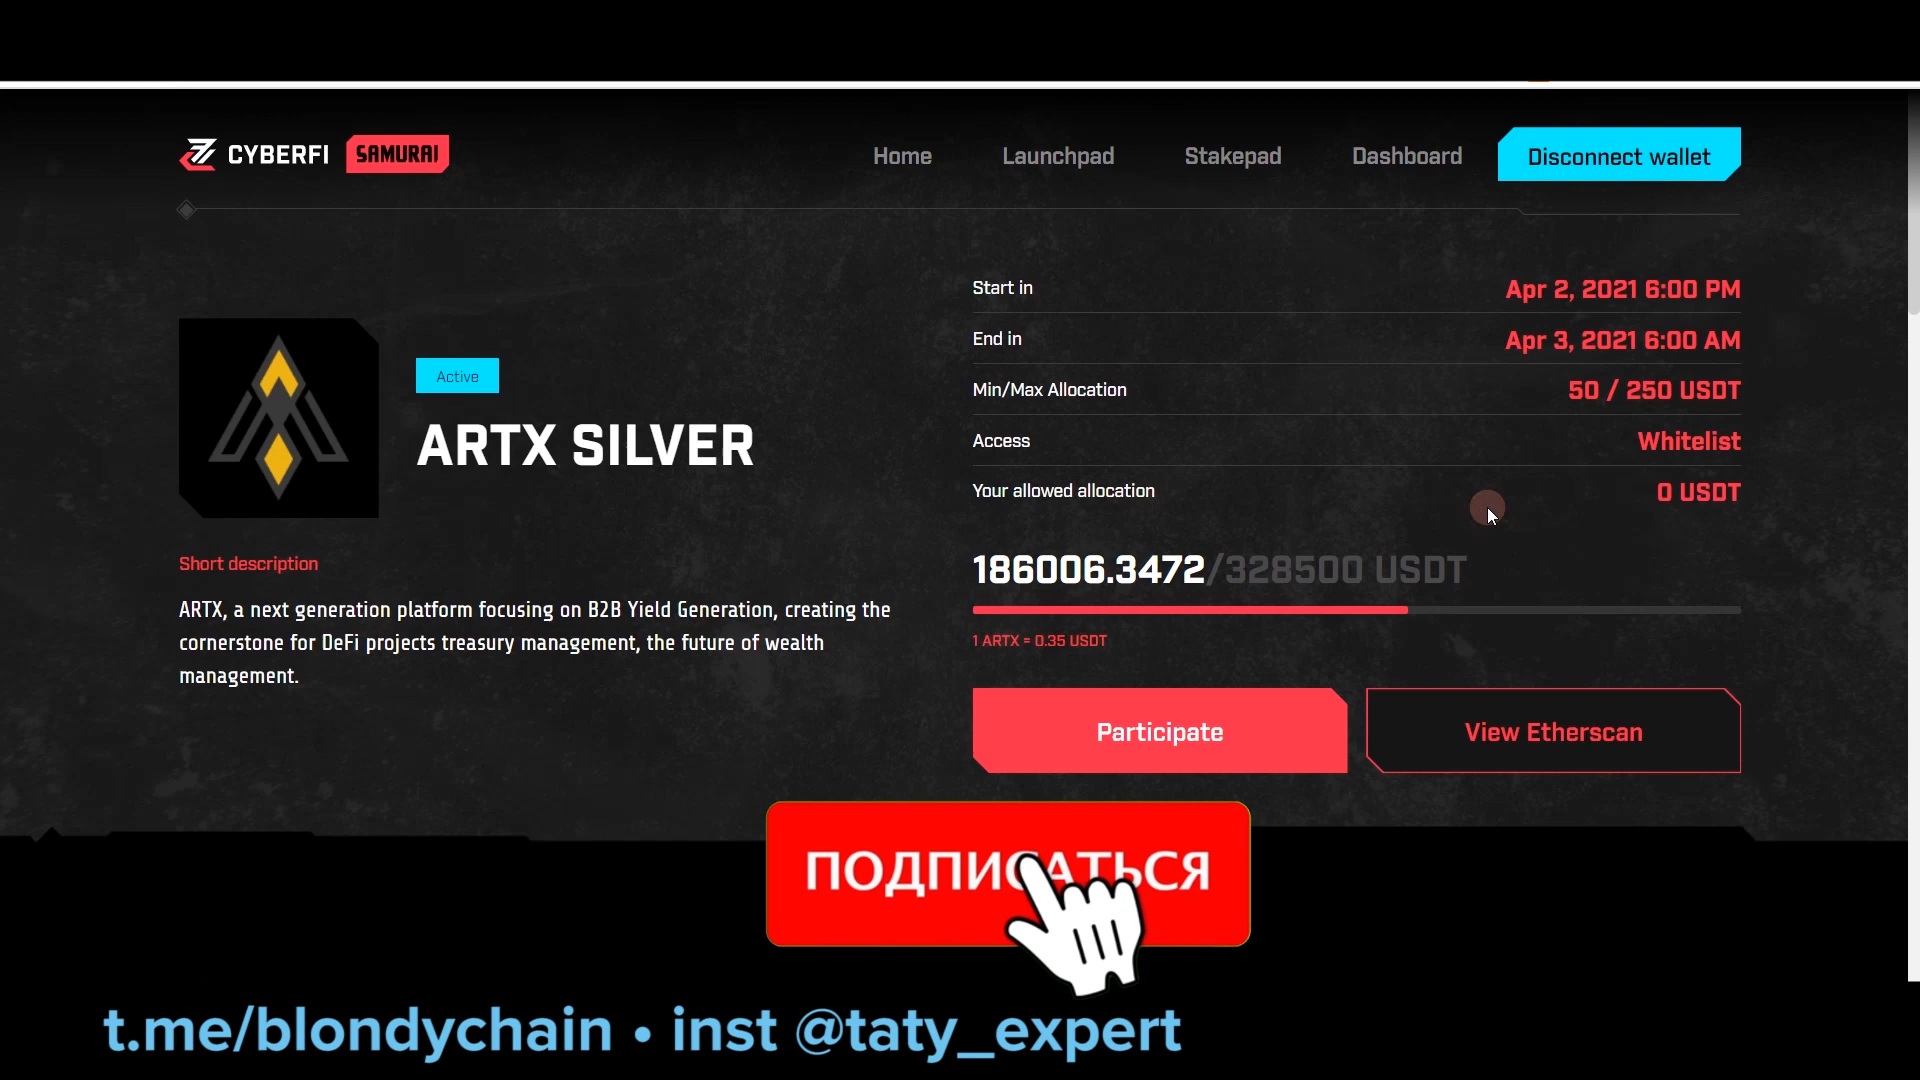 CYBERFI SAMURAI
Home Launchpad Stakepad Dashboard Disconnect wallet
Active
ARTX SILVER
Short description
ARTX, a next generation platform focusing on B2B Yield Generation, creating the
cornerstone for DeFi projects treasury management, the future of wealth
management.
Start in Apr 2, 2021 6:00 PM
End in Apr 3, 2021 6:00 AM
Min/Max Allocation 50 / 250 USDT
Access Whitelist
Your allowed allocation 0 USDT
186006.3472/328500 USDT
1 ARTX = 0.35 USDT
Participate View Etherscan
ПОДПИСАТЬСЯ
t.me/blondychain • inst @taty_expert